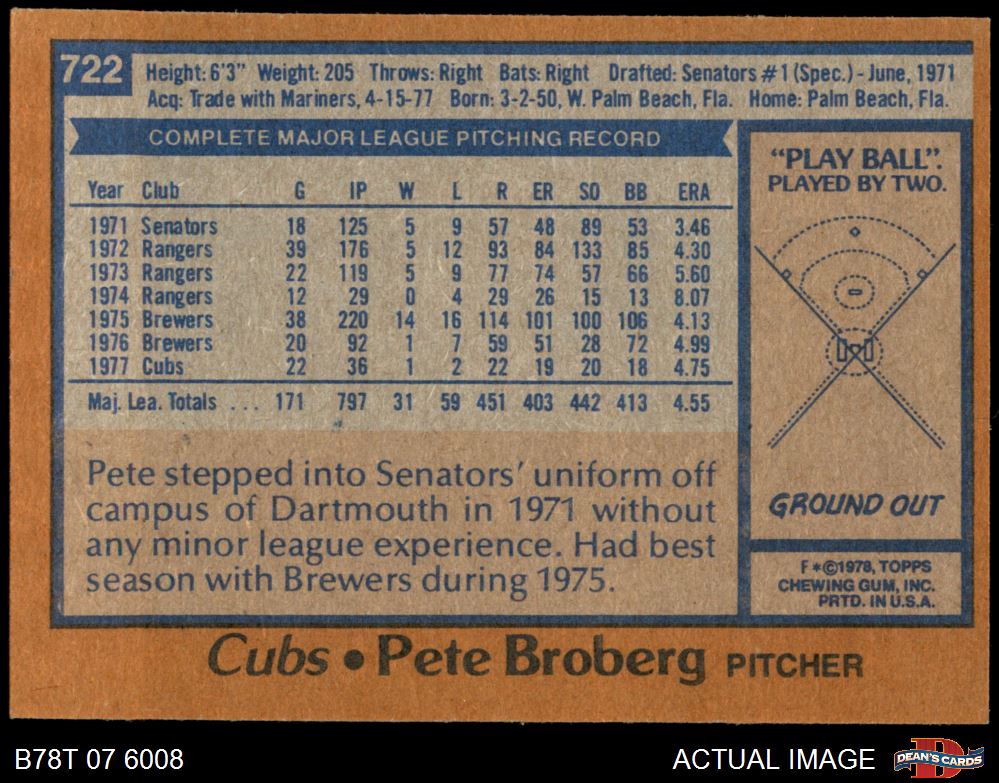 722
Height: 6'3" Weight: 205 Throws: Right Bats: Right Drafted: Senators #1 (Spec.) - June, 1971
Acq: Trade with Mariners, 4-15-77 Born: 3-2-50, W. Palm Beach, Fla. Home: Palm Beach, Fla.
COMPLETE MAJOR LEAGUE PITCHING RECORD
Year Club G IP W L R ER SO BB ERA
1971 Senators 18 125 5 9 57 48 89 53 3.46
1972 Rangers 39 176 5 12 93 84 133 85 4.30
1973 Rangers 22 119 5 9 77 74 57 66 5.60
1974 Rangers 12 29 0 4 29 26 15 13 8.07
1975 Brewers 38 220 14 16 114 101 100 106 4.13
1976 Brewers 20 92 1 7 59 51 28 72 4.99
1977 Cubs 22 36 1 2 22 19 20 18 4.75
Maj. Lea. Totals ... 171 797 31 59 451 403 442 413 4.55
Pete stepped into Senators' uniform off
campus of Dartmouth in 1971 without
any minor league experience. Had best
season with Brewers during 1975.
"PLAY BALL".
PLAYED BY TWO.
GROUND OUT
F*©1978, TOPPS
CHEWING GUM, INC.
PRTD. IN U.S.A.
Cubs • Pete Broberg PITCHER
B78T 07 6008
ACTUAL IMAGE
D
DEAN'S CARDS